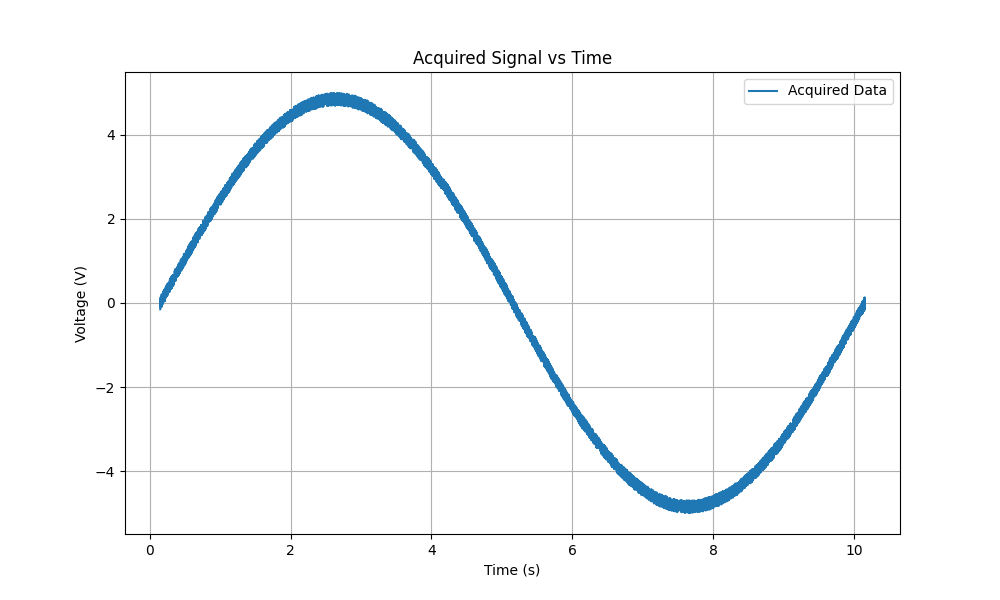 Acquired Signal vs Time
Acquired Data
Voltage (V)
4
2
0
−2
−4
0 2 4 6 8 10
Time (s)